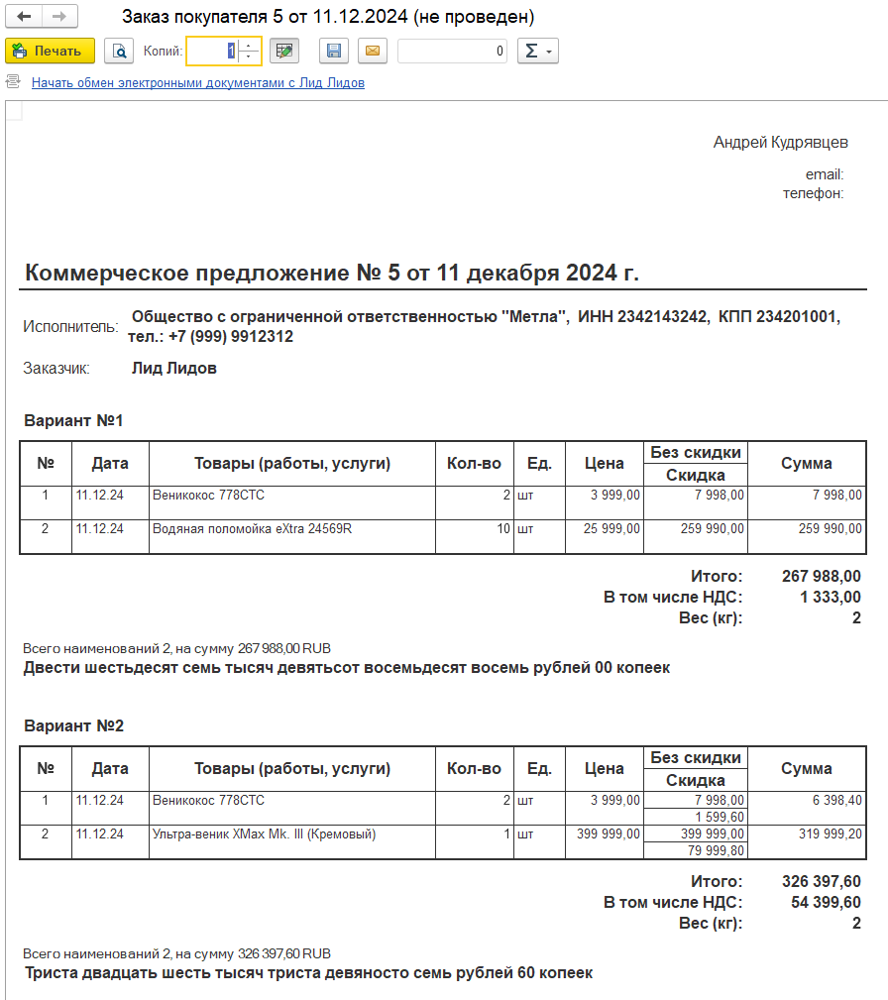 Заказ покупателя 5 от 11.12.2024 (не проведен)
Печать Копий: 1 0 Σ
Начать обмен электронными документами с Лид Лидов
Андрей Кудрявцев
email:
телефон:
Коммерческое предложение № 5 от 11 декабря 2024 г.
Исполнитель: Общество с ограниченной ответственностью "Метла", ИНН 2342143242, КПП 234201001,
тел.: +7 (999) 9912312
Заказчик: Лид Лидов
Вариант №1
№ Дата Товары (работы, услуги) Кол-во Ед. Цена Без скидки Скидка Сумма
1 11.12.24 Веникокос 778СТС 2 шт 3 999,00 7 998,00 7 998,00
2 11.12.24 Водяная поломойка eXtra 24569R 10 шт 25 999,00 259 990,00 259 990,00
Итого: 267 988,00
В том числе НДС: 1 333,00
Вес (кг): 2
Всего наименований 2, на сумму 267 988,00 RUB
Двести шестьдесят семь тысяч девятьсот восемьдесят восемь рублей 00 копеек
Вариант №2
№ Дата Товары (работы, услуги) Кол-во Ед. Цена Без скидки Скидка Сумма
1 11.12.24 Веникокос 778СТС 2 шт 3 999,00 7 998,00 6 398,40
1 599,60
2 11.12.24 Ультра-веник XMax Mk. III (Кремовый) 1 шт 399 999,00 399 999,00 319 999,20
79 999,80
Итого: 326 397,60
В том числе НДС: 54 399,60
Вес (кг): 2
Всего наименований 2, на сумму 326 397,60 RUB
Триста двадцать шесть тысяч триста девяносто семь рублей 60 копеек